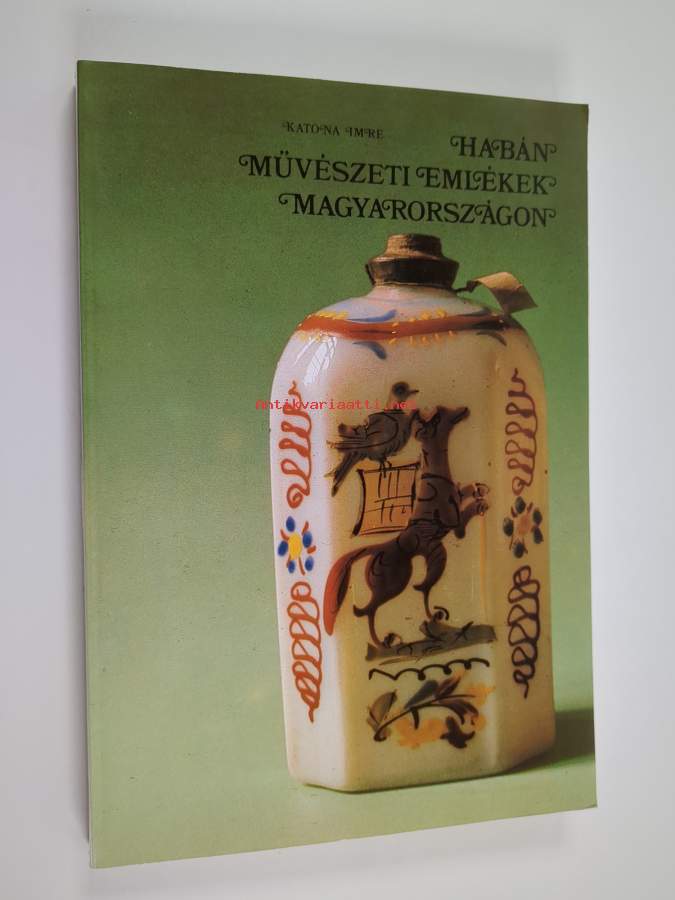 KATONA IMRE
HABÁN
MŰVÉSZETI EMLÉKEK
MAGYARORSZÁGON
antikvariaatti.net